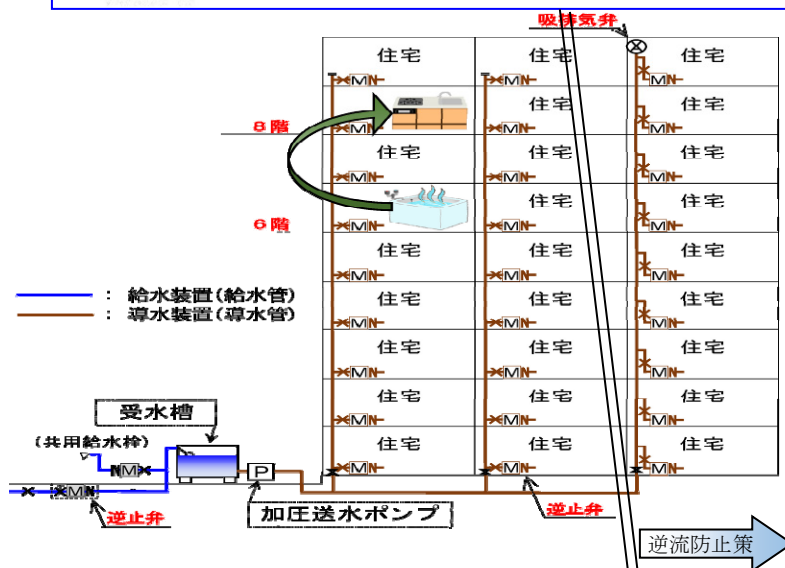 吸排気弁
住宅 住宅 住宅
M N M N M N
住宅 住宅 住宅
8階 M N M N M N
住宅 住宅 住宅
M N M N M N
住宅 住宅 住宅
6階 M N M N M N
住宅 住宅 住宅
M N M N M N
: 給水装置(給水管)
住宅 住宅 住宅
: 導水装置(導水管)
M N M N M N
住宅 住宅 住宅
M N M N M N
住宅 住宅 住宅
受水槽
M N M N M N
(共用給水栓)
住宅 住宅 住宅
N M P M N M N M N
M N
逆止弁
加圧送水ポンプ
逆止弁
逆流防止策